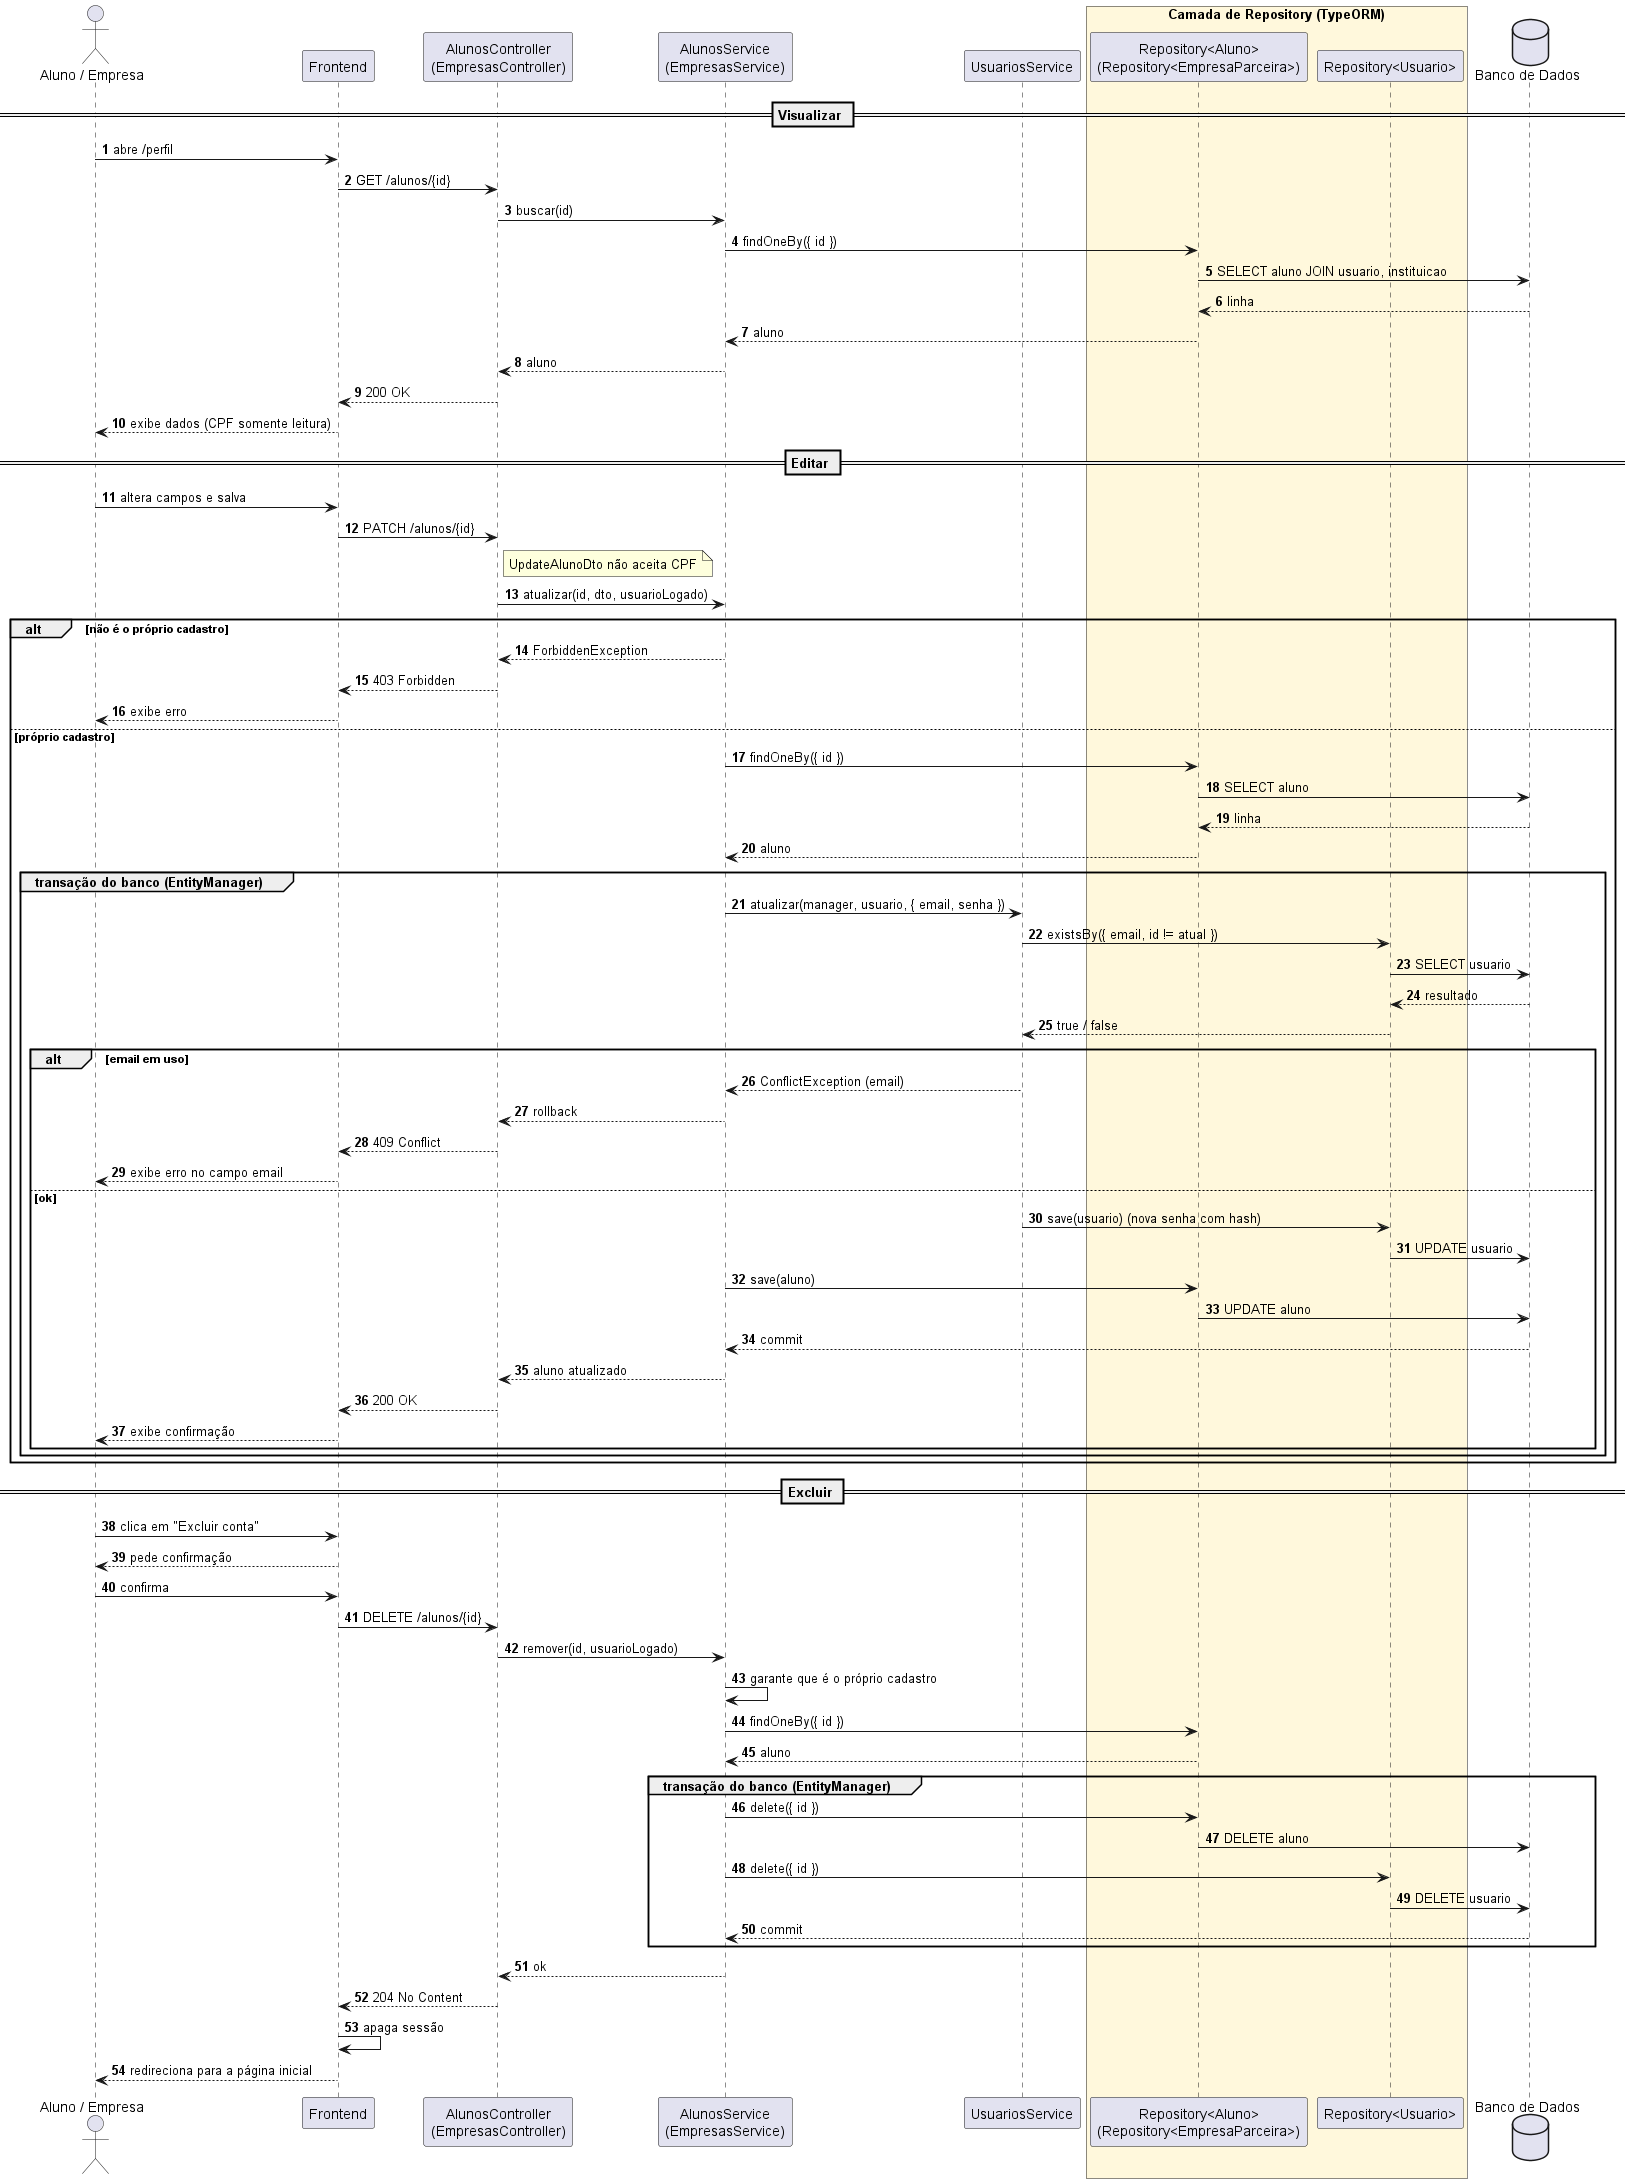 Camada de Repository (TypeORM)
Aluno / Empresa
Frontend
AlunosController
(EmpresasController)
AlunosService
(EmpresasService)
UsuariosService
Repository<Aluno>
(Repository<EmpresaParceira>)
Repository<Usuario>
Banco de Dados
Visualizar
1 abre /perfil
2 GET /alunos/{id}
3 buscar(id)
4 findOneBy({ id })
5 SELECT aluno JOIN usuario, instituicao
6 linha
7 aluno
8 aluno
9 200 OK
10 exibe dados (CPF somente leitura)
Editar
11 altera campos e salva
12 PATCH /alunos/{id}
UpdateAlunoDto não aceita CPF
13 atualizar(id, dto, usuarioLogado)
alt [não é o próprio cadastro]
14 ForbiddenException
15 403 Forbidden
16 exibe erro
[próprio cadastro]
17 findOneBy({ id })
18 SELECT aluno
19 linha
20 aluno
transação do banco (EntityManager)
21 atualizar(manager, usuario, { email, senha })
22 existsBy({ email, id != atual })
23 SELECT usuario
24 resultado
25 true / false
alt [email em uso]
26 ConflictException (email)
27 rollback
28 409 Conflict
29 exibe erro no campo email
[ok]
30 save(usuario) (nova senha com hash)
31 UPDATE usuario
32 save(aluno)
33 UPDATE aluno
34 commit
35 aluno atualizado
36 200 OK
37 exibe confirmação
Excluir
38 clica em "Excluir conta"
39 pede confirmação
40 confirma
41 DELETE /alunos/{id}
42 remover(id, usuarioLogado)
43 garante que é o próprio cadastro
44 findOneBy({ id })
45 aluno
transação do banco (EntityManager)
46 delete({ id })
47 DELETE aluno
48 delete({ id })
49 DELETE usuario
50 commit
51 ok
52 204 No Content
53 apaga sessão
54 redireciona para a página inicial
Aluno / Empresa
Frontend
AlunosController
(EmpresasController)
AlunosService
(EmpresasService)
UsuariosService
Repository<Aluno>
(Repository<EmpresaParceira>)
Repository<Usuario>
Banco de Dados